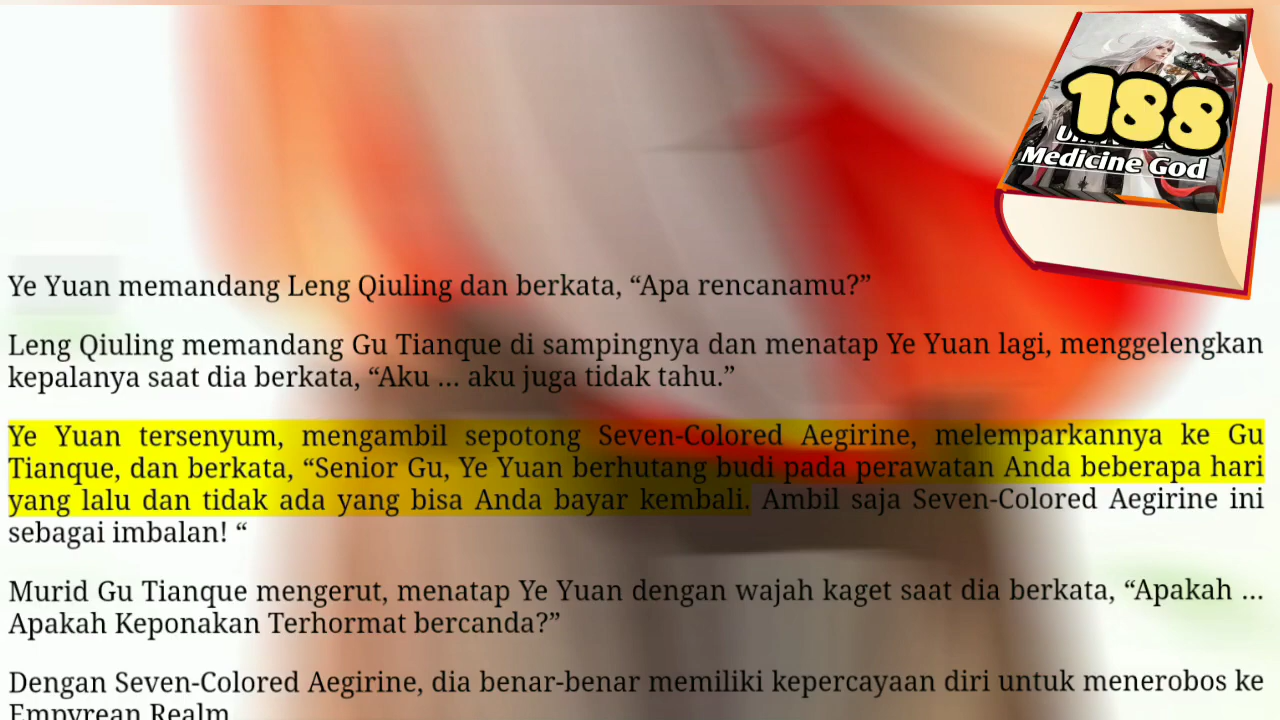 188
Medicine God
Ye Yuan memandang Leng Qiuling dan berkata, “Apa rencanamu?”
Leng Qiuling memandang Gu Tianque di sampingnya dan menatap Ye Yuan lagi, menggelengkan
kepalanya saat dia berkata, “Aku ... aku juga tidak tahu.”
Ye Yuan tersenyum, mengambil sepotong Seven-Colored Aegirine, melemparkannya ke Gu
Tianque, dan berkata, “Senior Gu, Ye Yuan berhutang budi pada perawatan Anda beberapa hari
yang lalu dan tidak ada yang bisa Anda bayar kembali. Ambil saja Seven-Colored Aegirine ini
sebagai imbalan! “
Murid Gu Tianque mengerut, menatap Ye Yuan dengan wajah kaget saat dia berkata, “Apakah ...
Apakah Keponakan Terhormat bercanda?”
Dengan Seven-Colored Aegirine, dia benar-benar memiliki kepercayaan diri untuk menerobos ke
Empyrean Realm